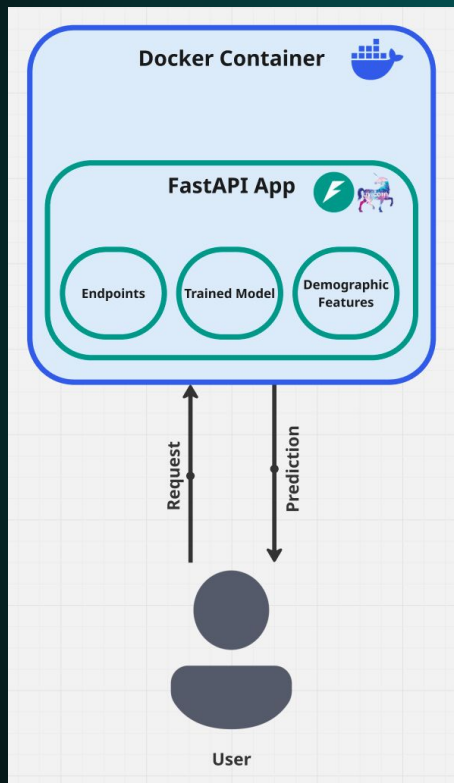 Docker Container
FastAPI App
Endpoints
Trained Model
Demographic
Features
Request
Prediction
User